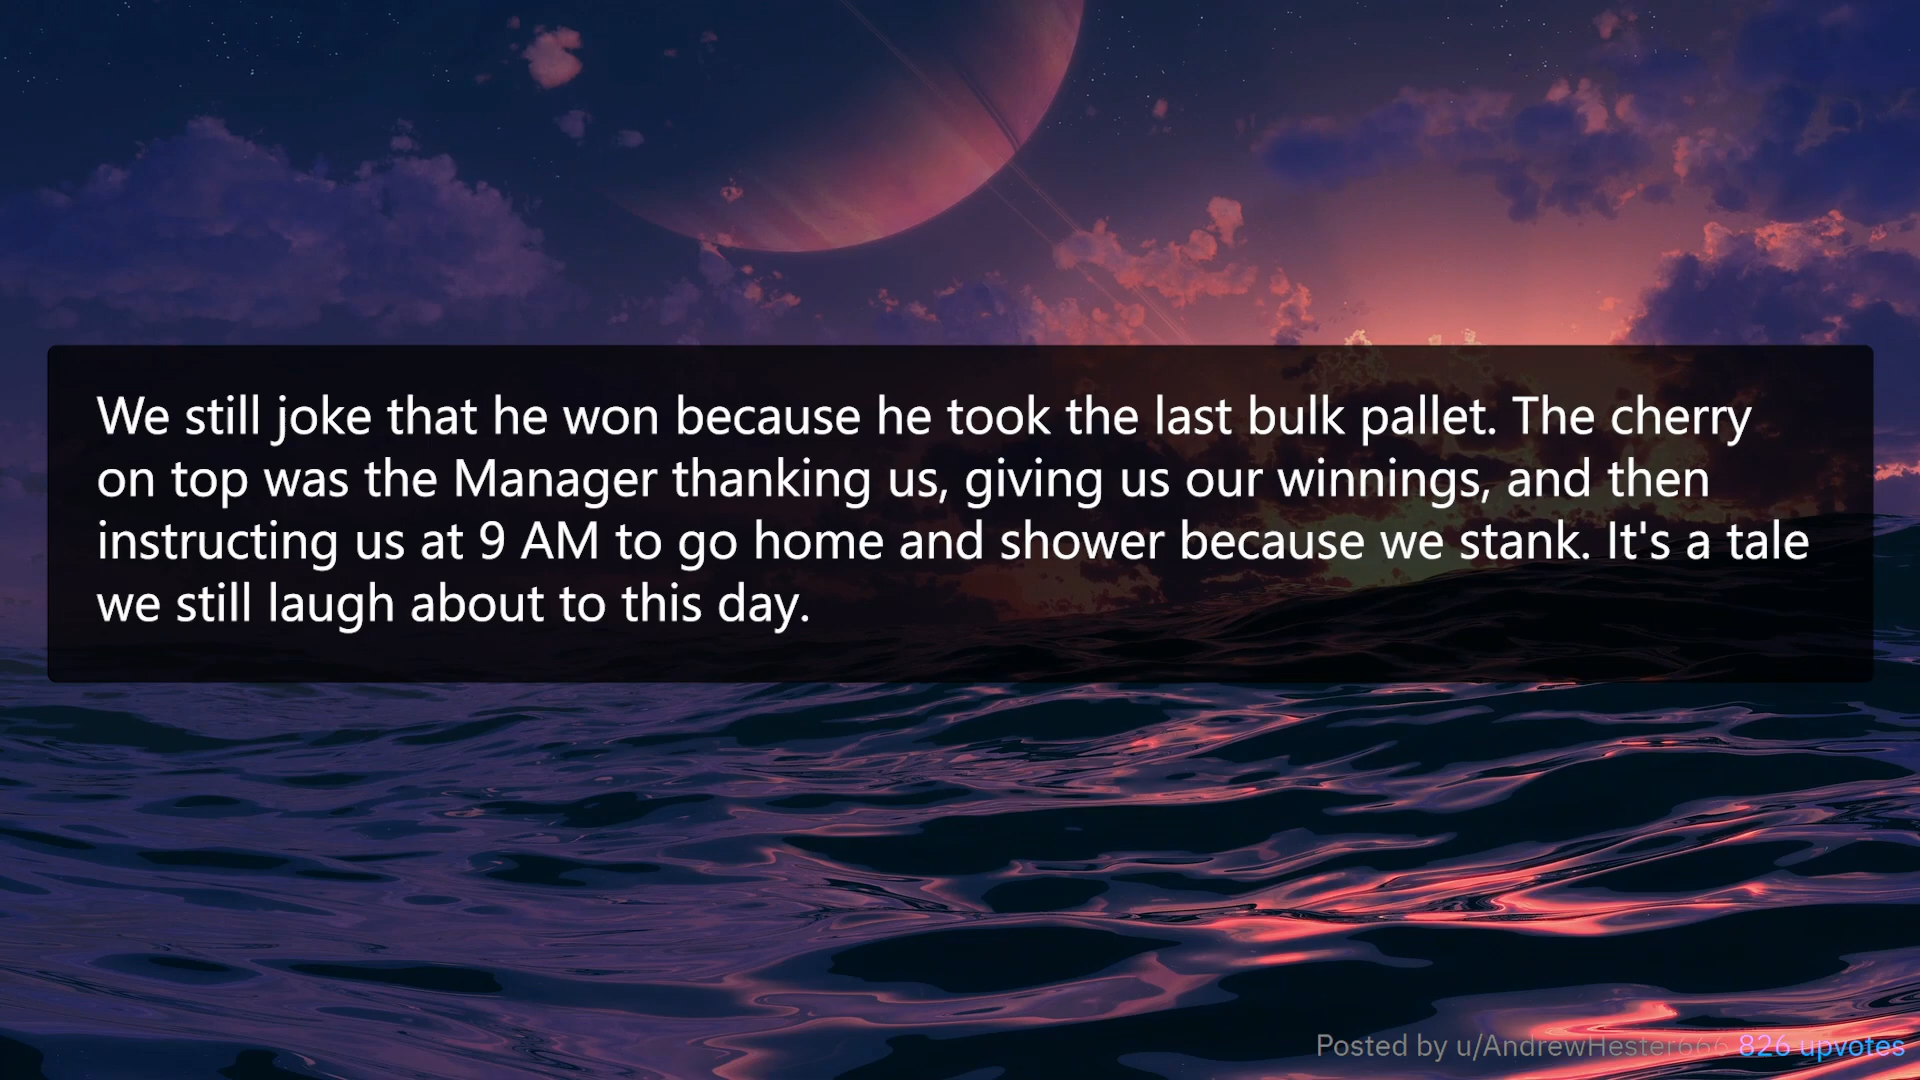 We still joke that he won because he took the last bulk pallet. The cherry
on top was the Manager thanking us, giving us our winnings, and then
instructing us at 9 AM to go home and shower because we stank. It's a tale
we still laugh about to this day.
Posted by u/AndrewHester666 826 upvotes